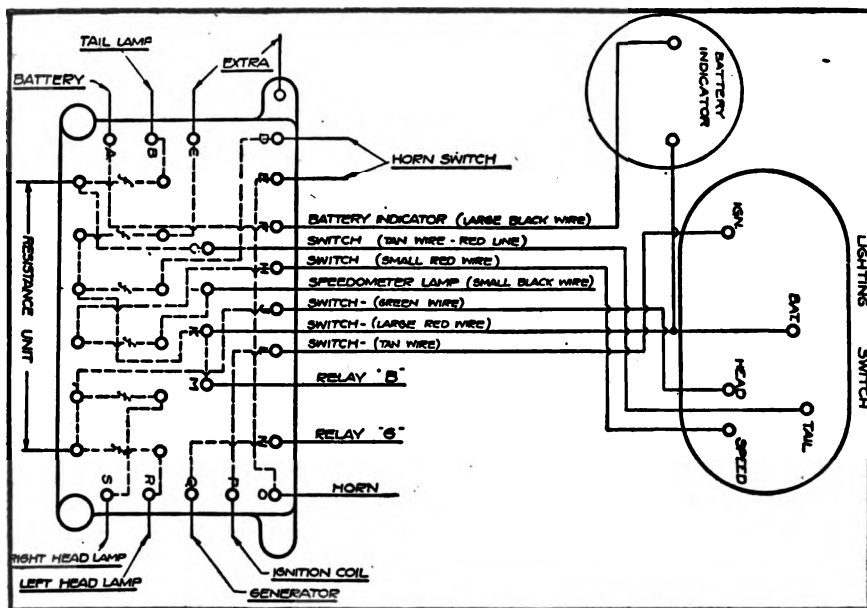 TAIL LAMP
BATTERY
EXTRA
A
B
C
D
E
HORN SWITCH
BATTERY INDICATOR
BATTERY INDICATOR (LARGE BLACK WIRE)
SWITCH (TAN WIRE - RED LINE)
SWITCH (SMALL RED WIRE)
SPEEDOMETER LAMP (SMALL BLACK WIRE)
SWITCH- (GREEN WIRE)
SWITCH- (LARGE RED WIRE)
SWITCH- (TAN WIRE)
K
M
RELAY "B"
RELAY "G"
HORN
S
R
Q
P
O
RESISTANCE UNIT
RIGHT HEAD LAMP
LEFT HEAD LAMP
IGNITION COIL
GENERATOR
IGN.
BAT.
HEAD
TAIL
SPEED
LIGHTING SWITCH